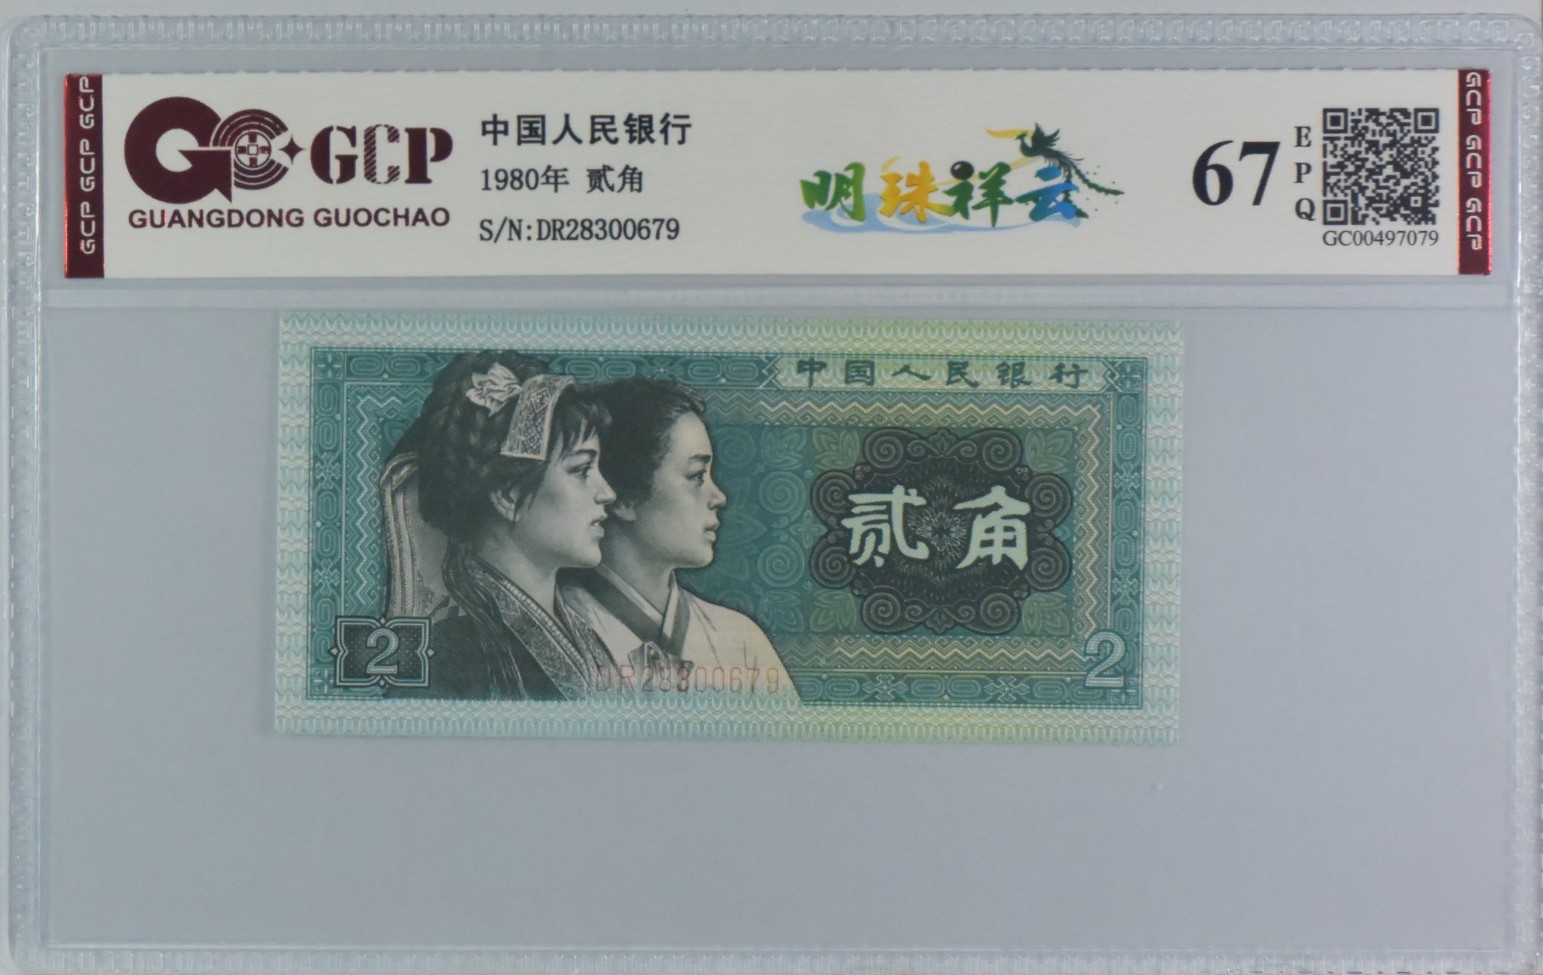 GCP GCP GCP
GCP
GUANGDONG GUOCHAO
中国人民银行
1980年 贰角
S/N:DR28300679
明珠祥云
67
EPQ
GC00497079
GCP GCP GCP
中国人民银行
贰角
2
2
DR28300679